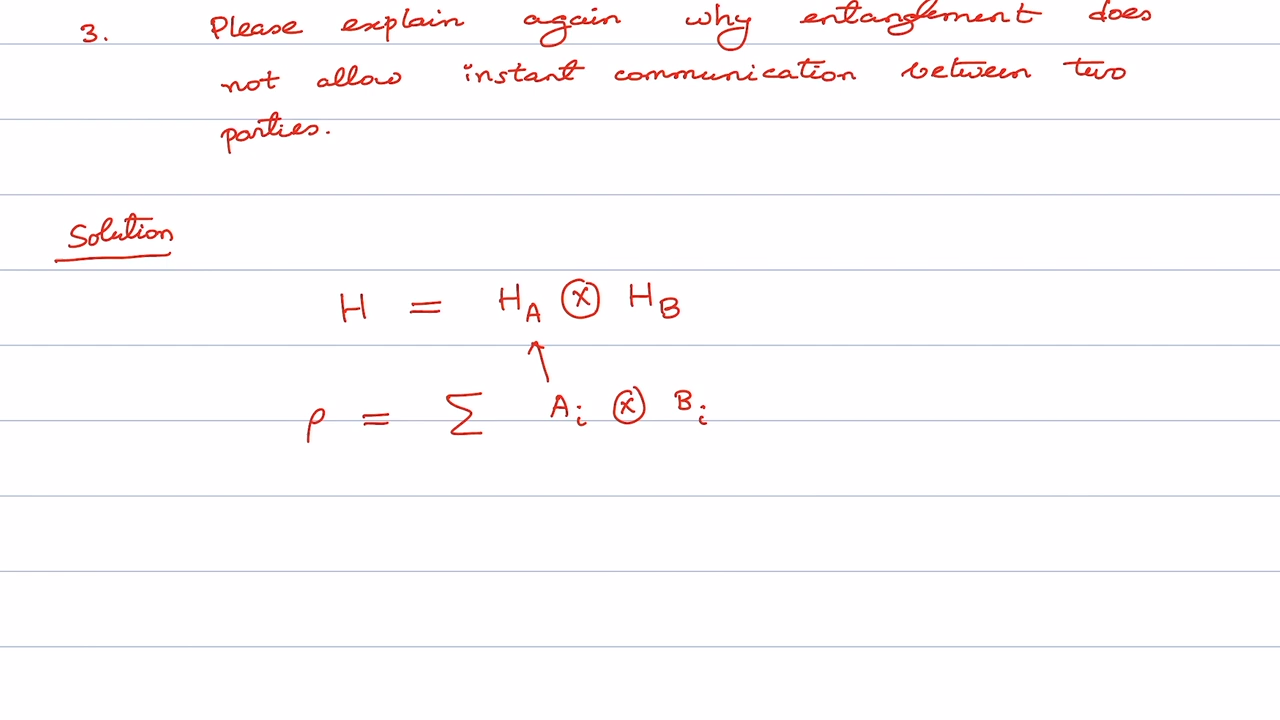 3. Please explain again why entanglement does
not allow instant communication between two
parties.
Solution
H = H_A ⊗ H_B
↑
ρ = Σ A_i ⊗ B_i